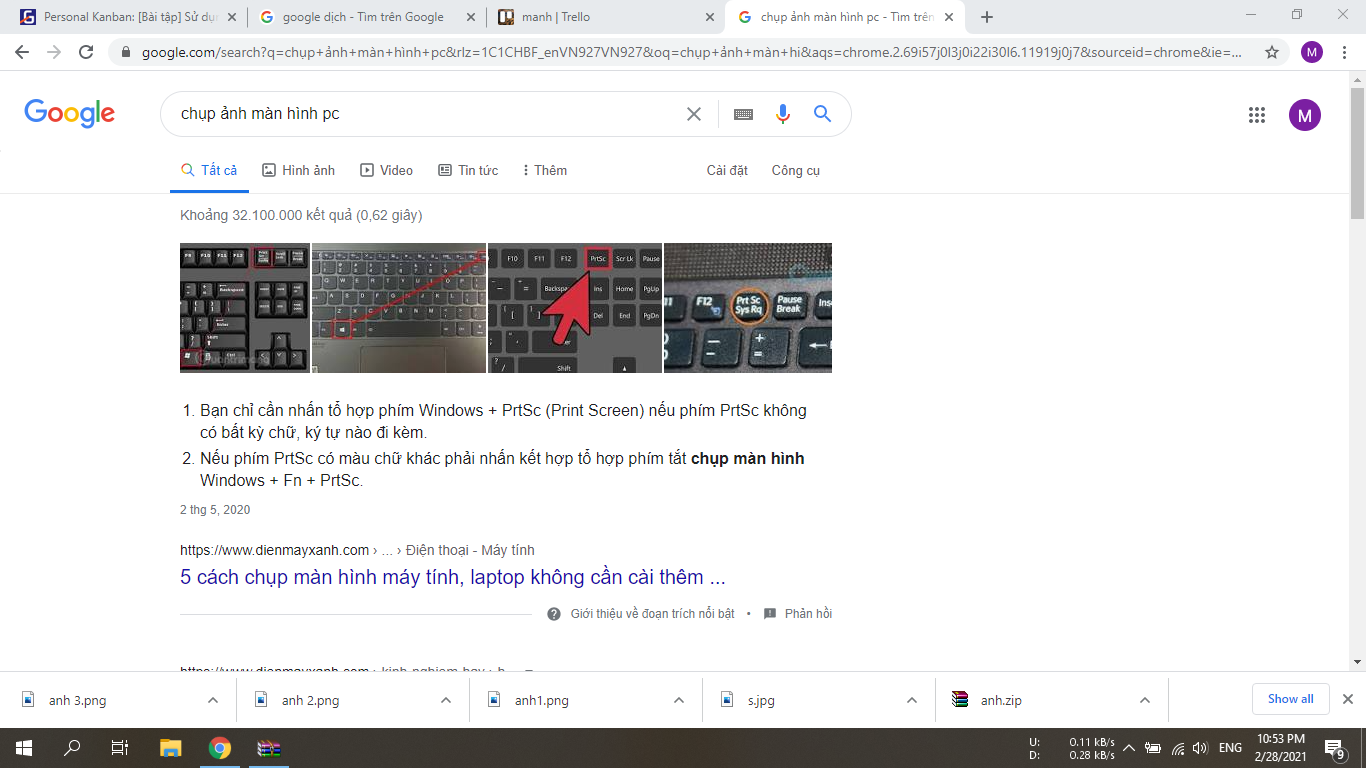 Personal Kanban: [Bài tập] Sử dụ
google dịch - Tìm trên Google
manh | Trello
chụp ảnh màn hình pc - Tìm trên
google.com/search?q=chụp+ảnh+màn+hình+pc&rlz=1C1CHBF_enVN927VN927&oq=chụp+ảnh+màn+hi&aqs=chrome.2.69i57j0l3j0i22i30l6.11919j0j7&sourceid=chrome&ie=...
M
Google
chụp ảnh màn hình pc
M
Tất cả
Hình ảnh
Video
Tin tức
Thêm
Cài đặt
Công cụ
Khoảng 32.100.000 kết quả (0,62 giây)
F10 F11 F12 PrtSc Scr Lk Pause
Backspace Ins Home PgUp
Del End PgDn
Shift
F12 Prt Sc Sys Rq Pause Break Ins
1. Bạn chỉ cần nhấn tổ hợp phím Windows + PrtSc (Print Screen) nếu phím PrtSc không
có bất kỳ chữ, ký tự nào đi kèm.
2. Nếu phím PrtSc có màu chữ khác phải nhấn kết hợp tổ hợp phím tắt chụp màn hình
Windows + Fn + PrtSc.
2 thg 5, 2020
https://www.dienmayxanh.com › ... › Điện thoại - Máy tính
5 cách chụp màn hình máy tính, laptop không cần cài thêm ...
Giới thiệu về đoạn trích nổi bật
•
Phản hồi
https://www.dienmayxanh.com › kinh-nghiem-hay › h...
anh 3.png
anh 2.png
anh1.png
s.jpg
anh.zip
Show all
U: 0.11 kB/s
D: 0.28 kB/s
ENG
10:53 PM
2/28/2021
9